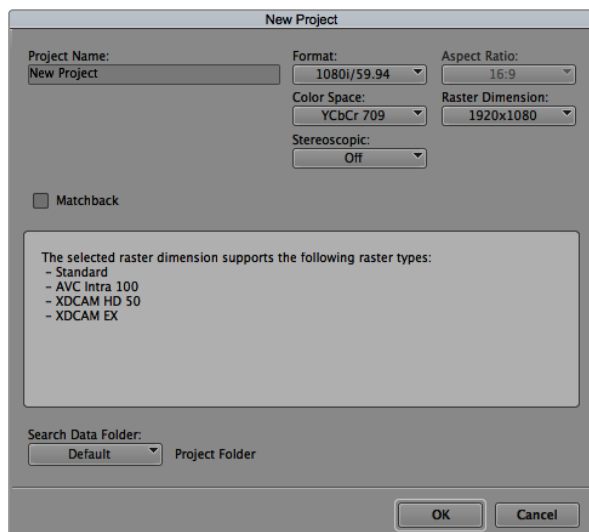 New Project
Project Name:
New Project
Format:
1080i/59.94
Aspect Ratio:
16:9
Color Space:
YCbCr 709
Raster Dimension:
1920x1080
Stereoscopic:
Off
Matchback
The selected raster dimension supports the following raster types:
– Standard
– AVC Intra 100
– XDCAM HD 50
– XDCAM EX
Search Data Folder:
Default
Project Folder
OK
Cancel